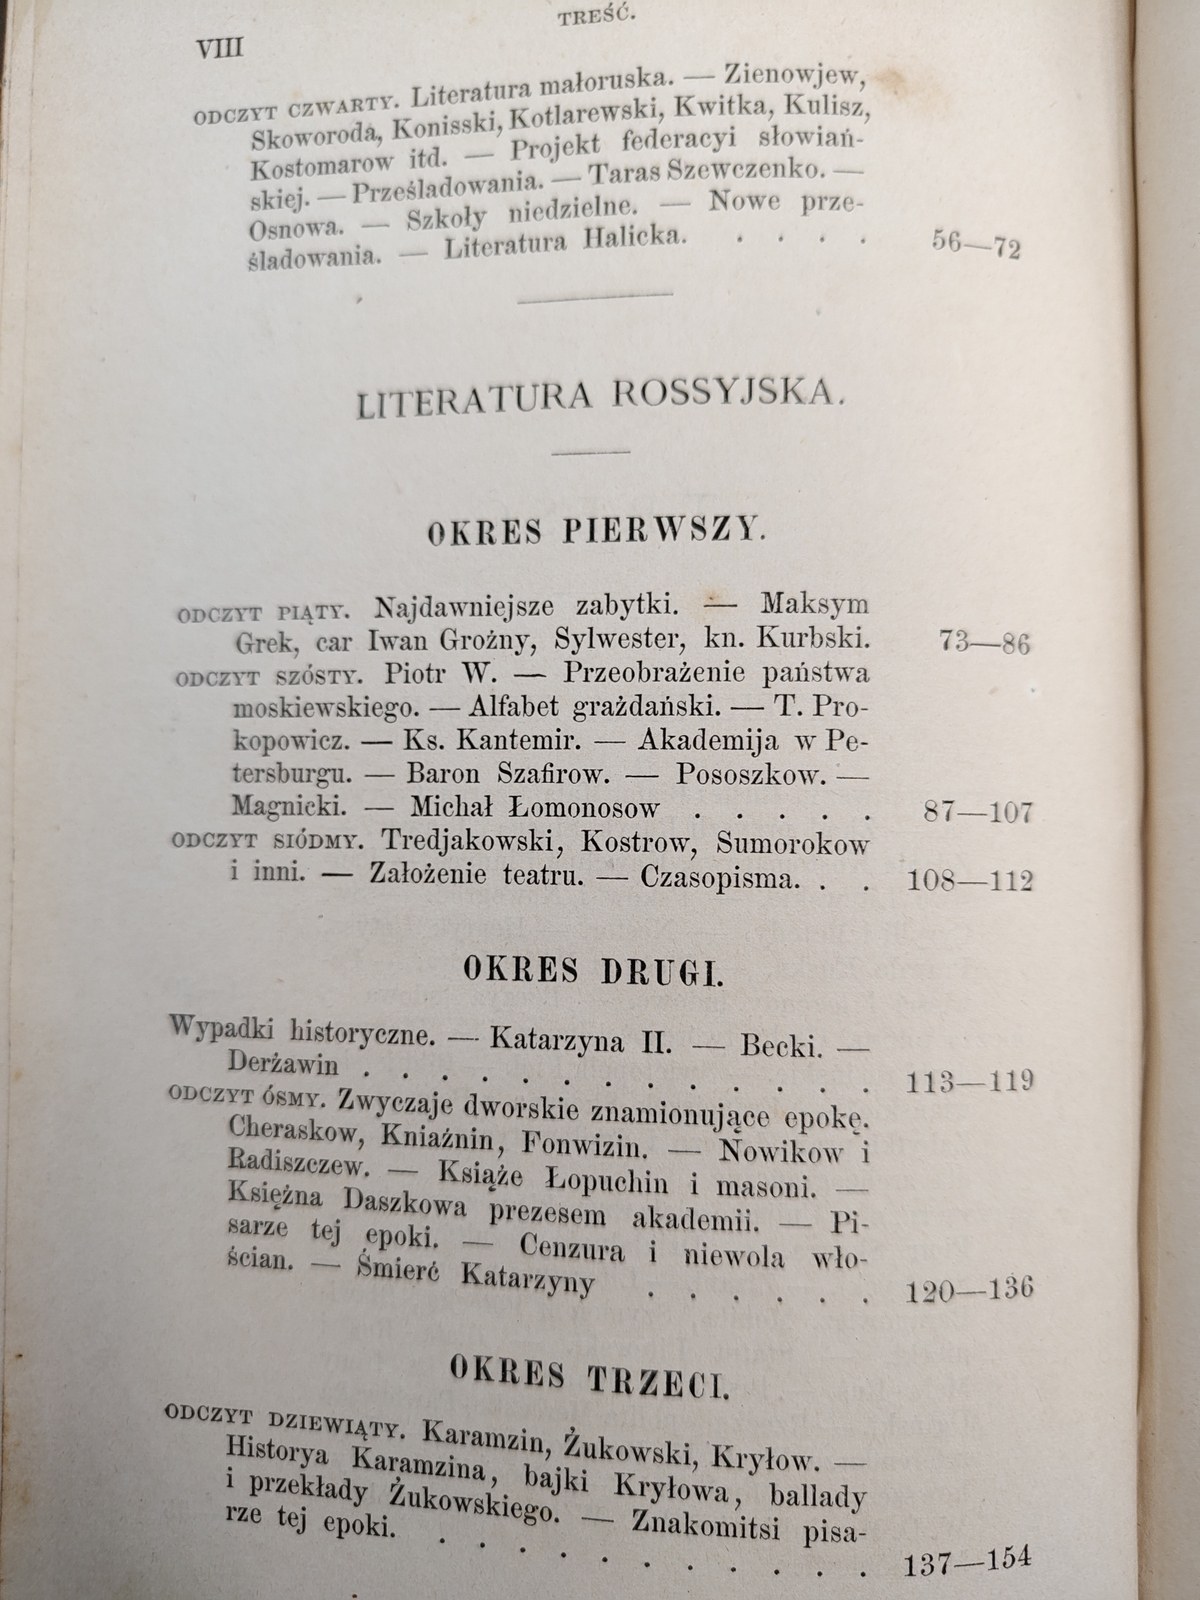 TREŚĆ.
VIII
ODCZYT CZWARTY. Literatura małoruska. — Zienowjew,
Skoworoda, Konisski, Kotlarewski, Kwitka, Kulisz,
Kostomarow itd. — Projekt federacyi słowiań-
skiej. — Prześladowania. — Taras Szewczenko. —
Osnowa. — Szkoły niedzielne. — Nowe prze-
śladowania. — Literatura Halicka. . . . . 56—72
LITERATURA ROSSYJSKA.
OKRES PIERWSZY.
ODCZYT PIĄTY. Najdawniejsze zabytki. — Maksym
Grek, car Iwan Groźny, Sylwester, kn. Kurbski. 73—86
ODCZYT SZÓSTY. Piotr W. — Przeobrażenie państwa
moskiewskiego. — Alfabet grażdański. — T. Pro-
kopowicz. — Ks. Kantemir. — Akademija w Pe-
tersburgu. — Baron Szafirow. — Pososzkow. —
Magnicki. — Michał Łomonosow . . . . . . 87—107
ODCZYT SIÓDMY. Tredjakowski, Kostrow, Sumorokow
i inni. — Założenie teatru. — Czasopisma. . . 108—112
OKRES DRUGI.
Wypadki historyczne. — Katarzyna II. — Becki. —
Derżawin . . . . . . . . . . . . . 113—119
ODCZYT ÓSMY. Zwyczaje dworskie znamionujące epokę.
Cheraskow, Kniaźnin, Fonwizin. — Nowikow i
Radiszczew. — Książe Łopuchin i masoni. —
Księżna Daszkowa prezesem akademii. — Pi-
sarze tej epoki. — Cenzura i niewola wło-
ścian. — Śmierć Katarzyny . . . . . . 120—136
OKRES TRZECI.
ODCZYT DZIEWIĄTY. Karamzin, Żukowski, Kryłow. —
Historya Karamzina, bajki Kryłowa, ballady
i przekłady Żukowskiego. — Znakomitsi pisa-
rze tej epoki. . . . . . . . . . . . 137—154